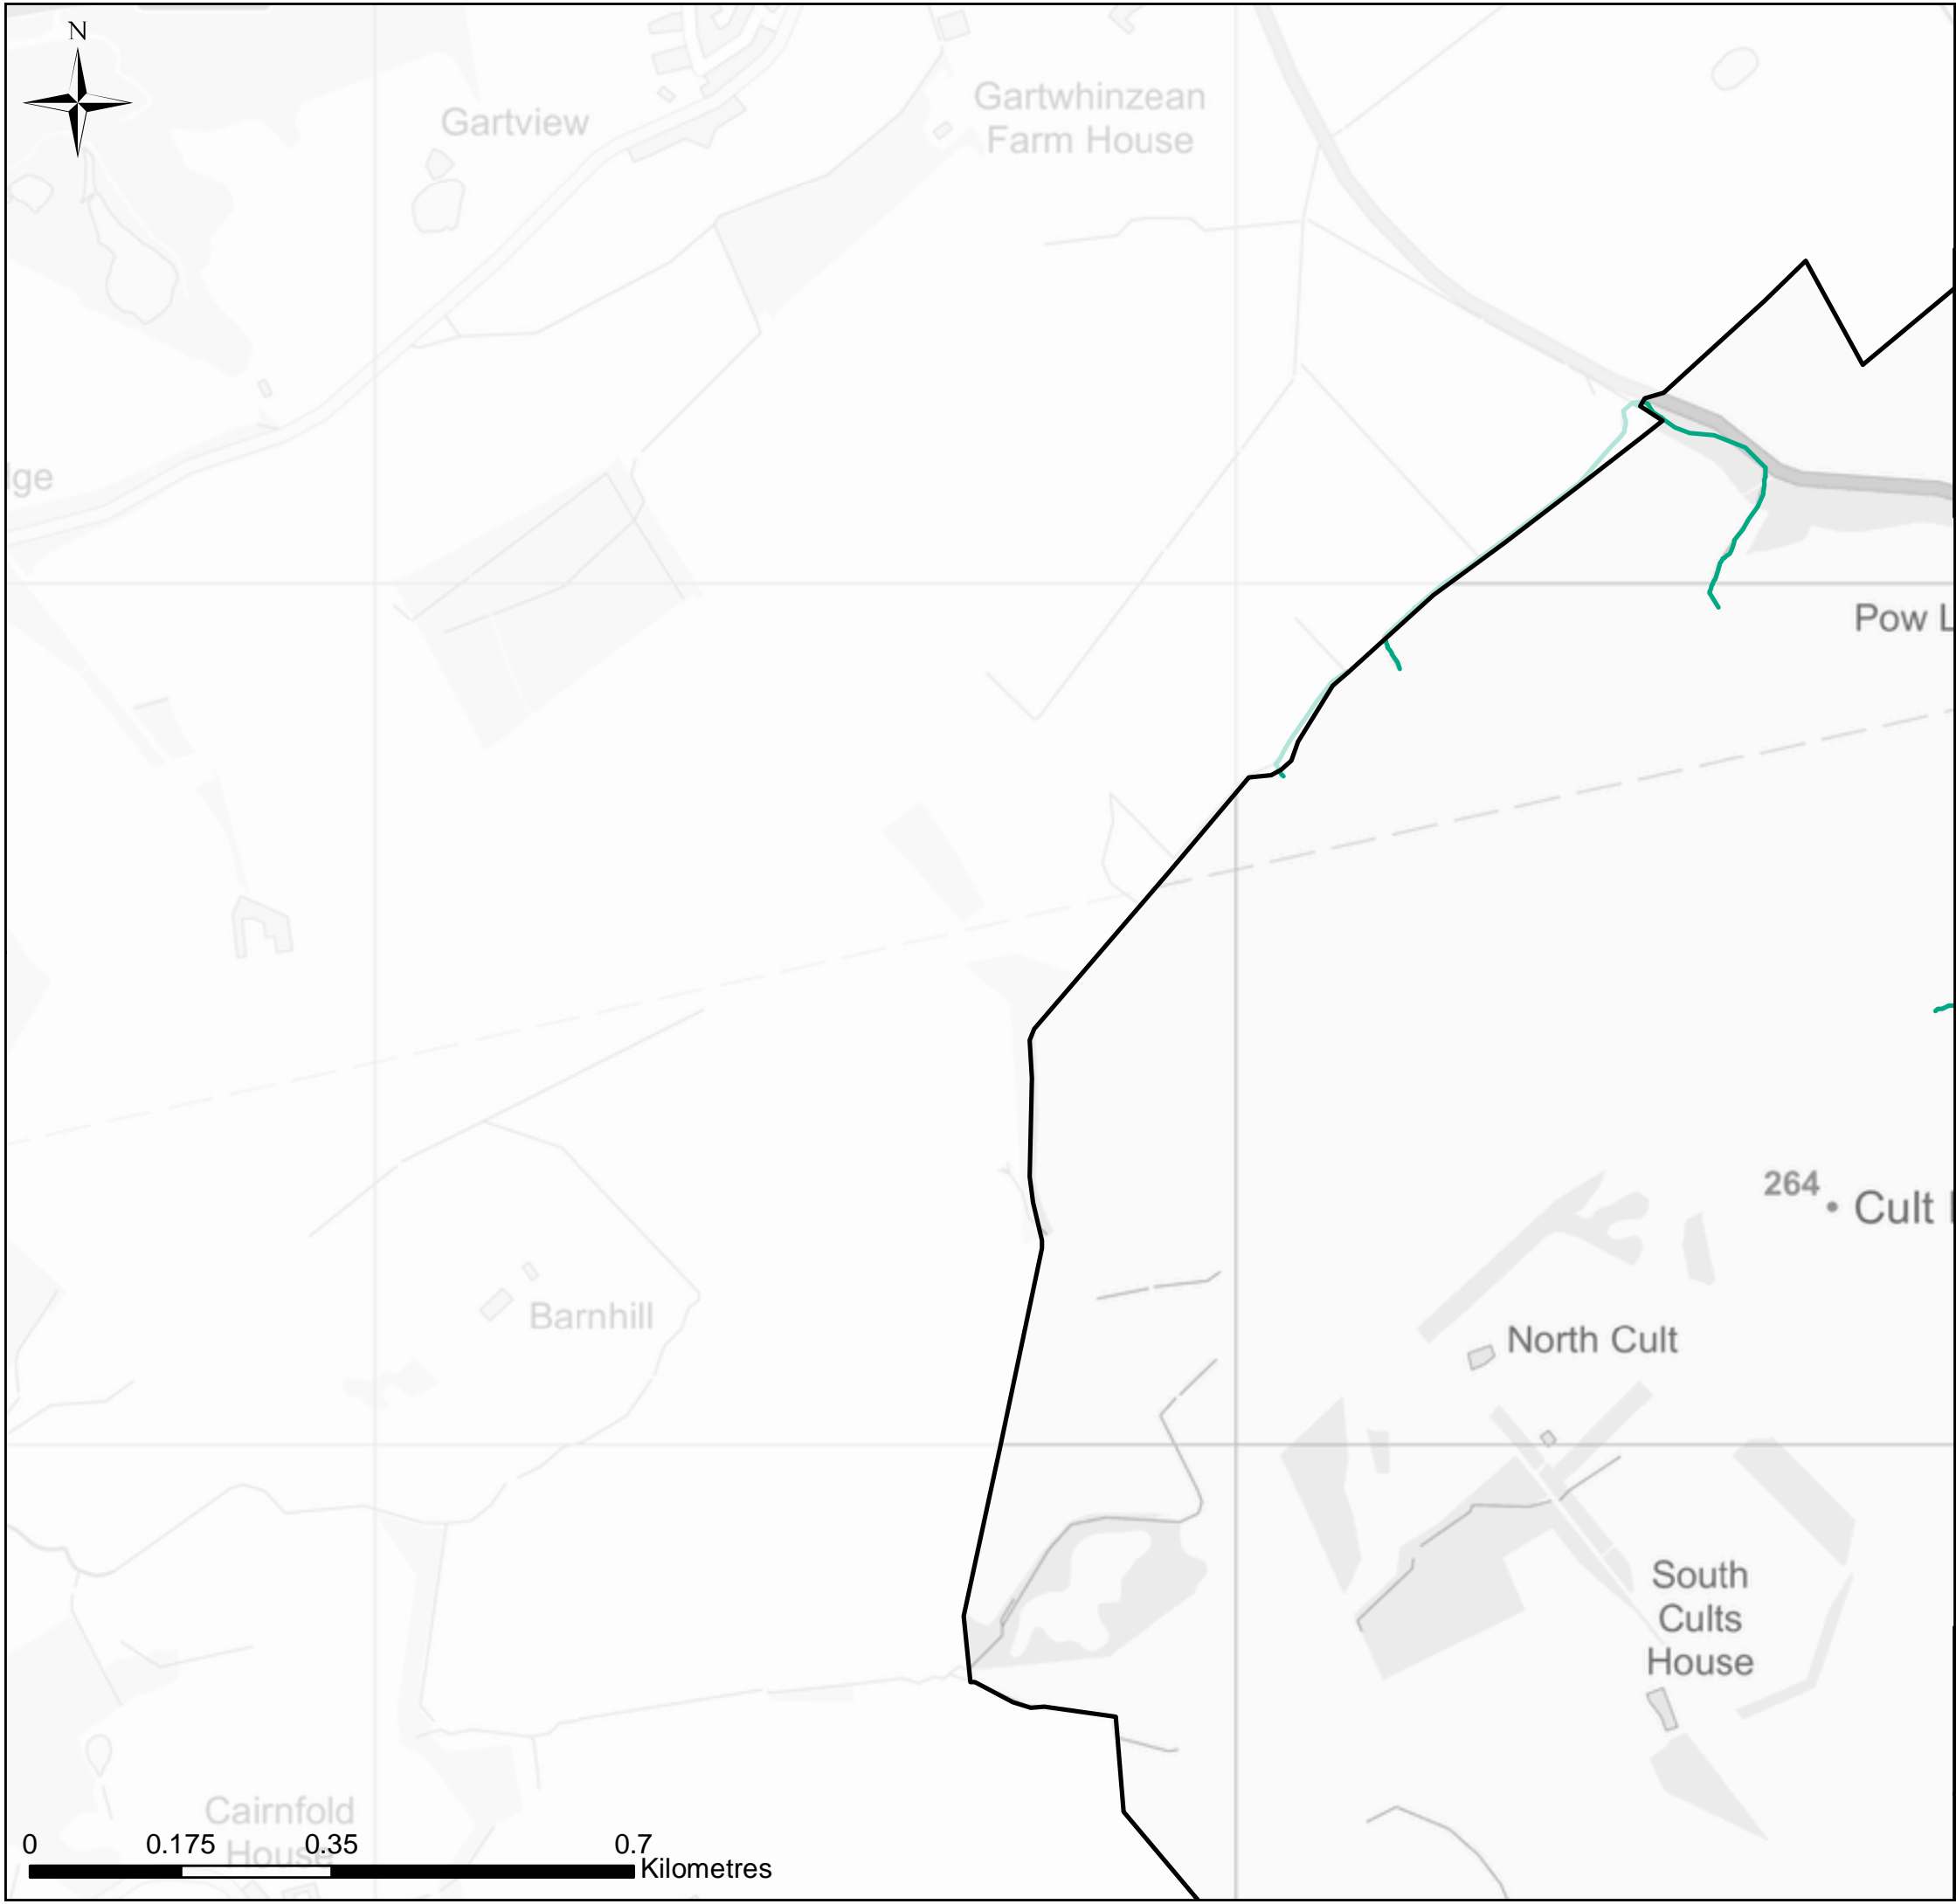 N
Gartview
Gartwhinzean
Farm House
lge
Pow L
264
Cult
North Cult
Barnhill
South
Cults
House
Cairnfold
House
0 0.175 0.35 0.7
Kilometres